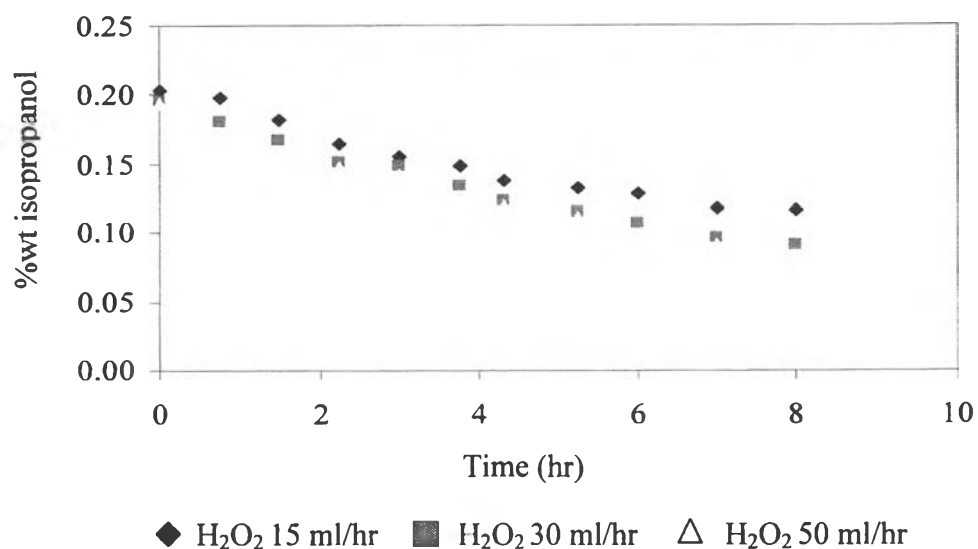 0.25
0.20
0.15
0.10
0.05
0.00
%wt isopropanol
0 2 4 6 8 10
Time (hr)
H₂O₂ 15 ml/hr H₂O₂ 30 ml/hr H₂O₂ 50 ml/hr